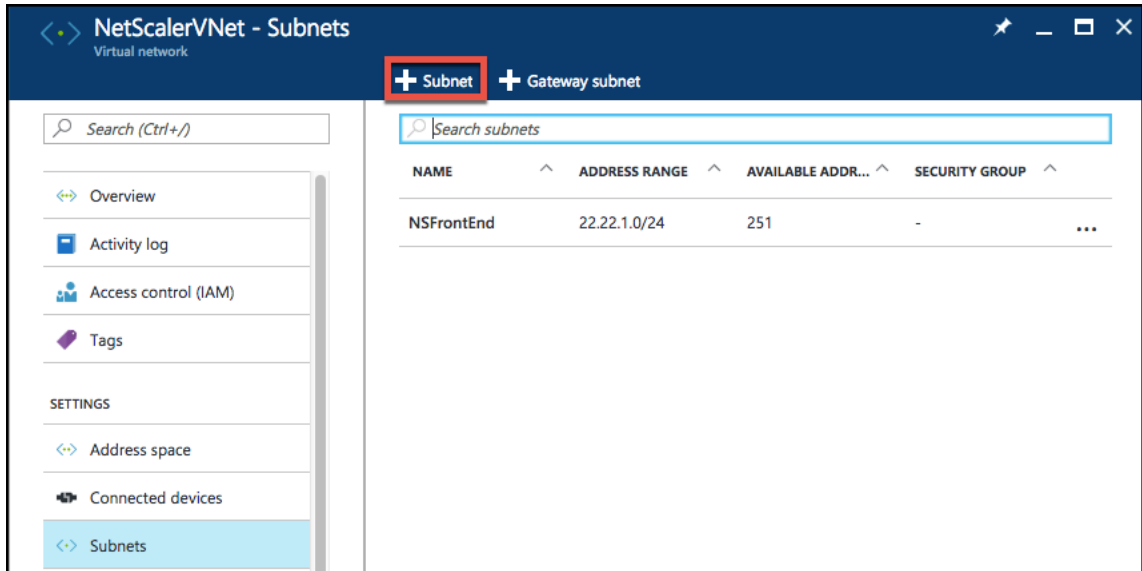 NetScalerVNet - Subnets
Virtual network
Subnet
Gateway subnet
Search (Ctrl+/)
Overview
Activity log
Access control (IAM)
Tags
SETTINGS
Address space
Connected devices
Subnets
Search subnets
NAME ADDRESS RANGE AVAILABLE ADDR... SECURITY GROUP
NSFrontEnd 22.22.1.0/24 251 - ...